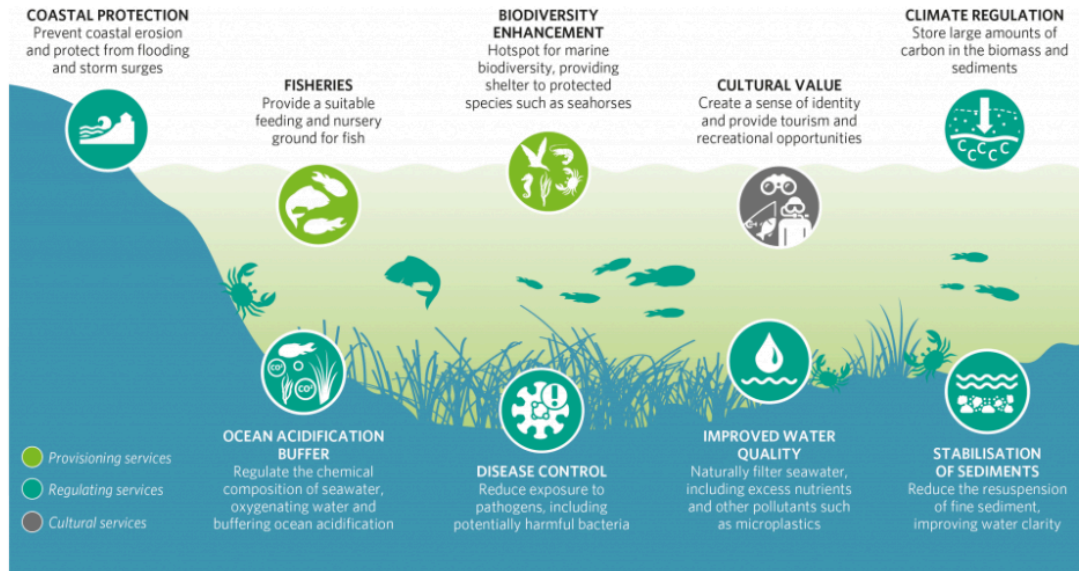 COASTAL PROTECTION
Prevent coastal erosion
and protect from flooding
and storm surges
FISHERIES
Provide a suitable
feeding and nursery
ground for fish
BIODIVERSITY
ENHANCEMENT
Hotspot for marine
biodiversity, providing
shelter to protected
species such as seahorses
CULTURAL VALUE
Create a sense of identity
and provide tourism and
recreational opportunities
CLIMATE REGULATION
Store large amounts of
carbon in the biomass and
sediments
C C C C C
CO²
CO²
!
OCEAN ACIDIFICATION
BUFFER
Regulate the chemical
composition of seawater,
oxygenating water and
buffering ocean acidification
DISEASE CONTROL
Reduce exposure to
pathogens, including
potentially harmful bacteria
IMPROVED WATER
QUALITY
Naturally filter seawater,
including excess nutrients
and other pollutants such
as microplastics
STABILISATION
OF SEDIMENTS
Reduce the resuspension
of fine sediment,
improving water clarity
Provisioning services
Regulating services
Cultural services